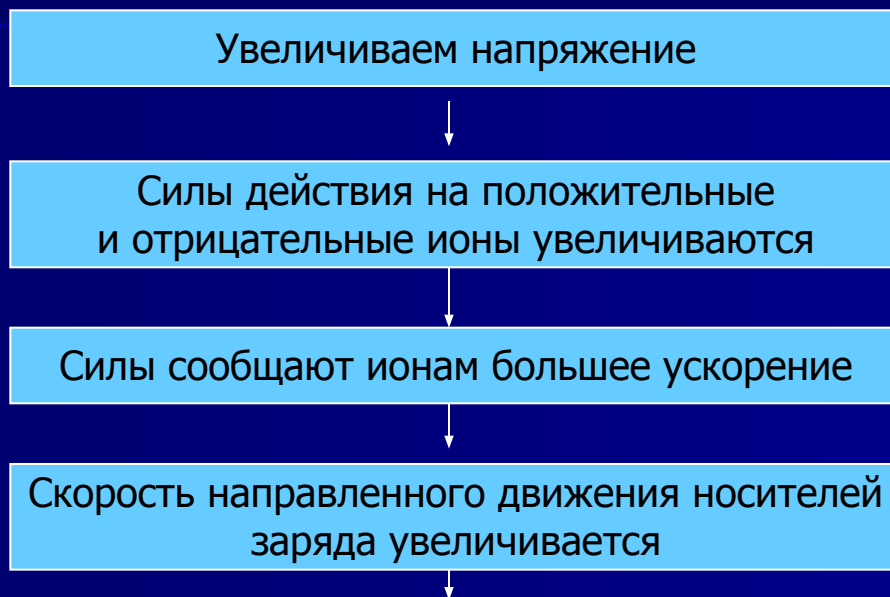 Увеличиваем напряжение
Силы действия на положительные
и отрицательные ионы увеличиваются
Силы сообщают ионам большее ускорение
Скорость направленного движения носителей
заряда увеличивается